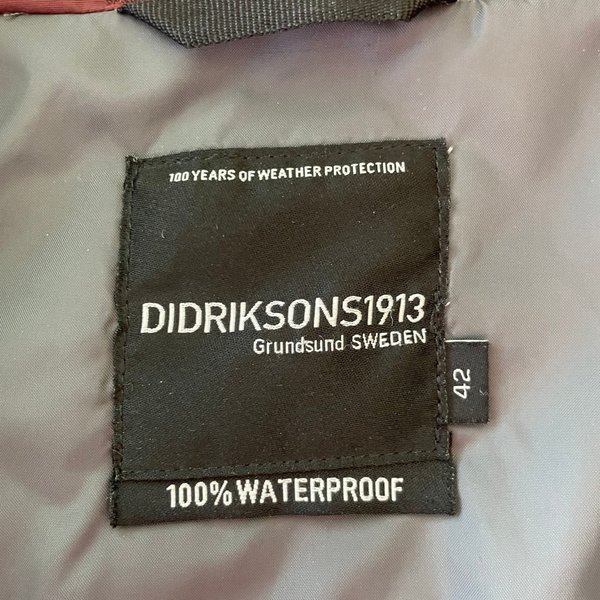 100 YEARS OF WEATHER PROTECTION
DIDRIKSONS1913
Grundsund SWEDEN
42
100% WATERPROOF